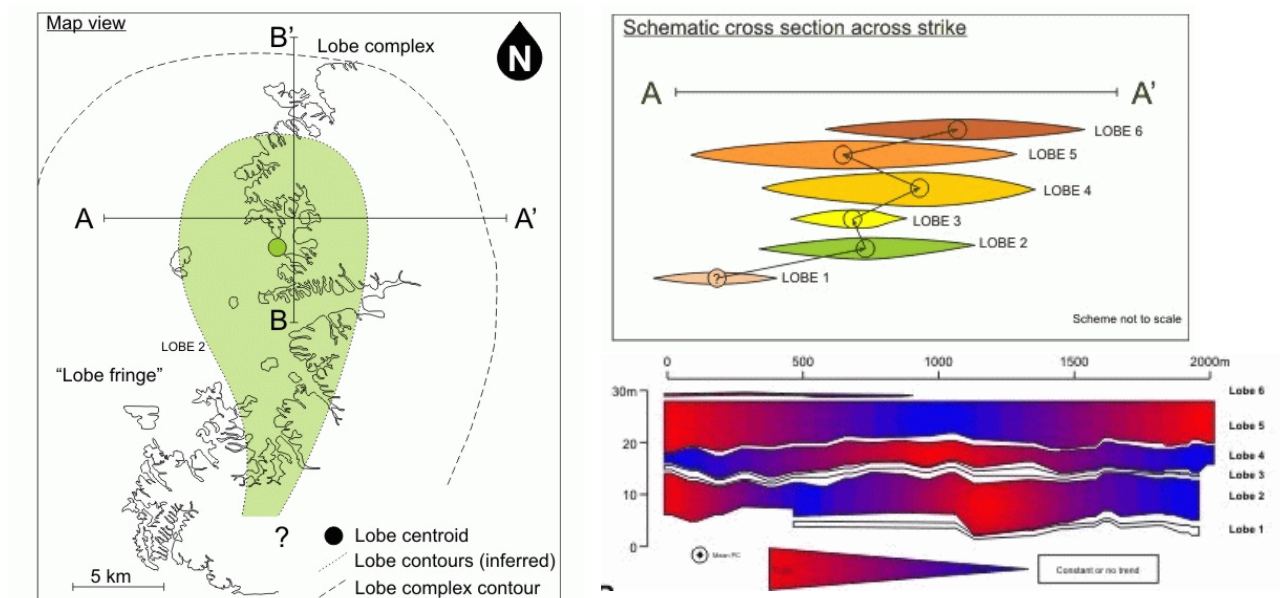 Map view
B'
Lobe complex
N
A
A'
B
LOBE 2
"Lobe fringe"
?
Lobe centroid
Lobe contours (inferred)
Lobe complex contour
5 km
Schematic cross section across strike
A
A'
LOBE 6
LOBE 5
LOBE 4
LOBE 3
LOBE 2
?
LOBE 1
Scheme not to scale
0 500 1000 1500 2000m
30m
20
10
0
Lobe 6
Lobe 5
Lobe 4
Lobe 3
Lobe 2
Lobe 1
Mean PC
Constant or no trend